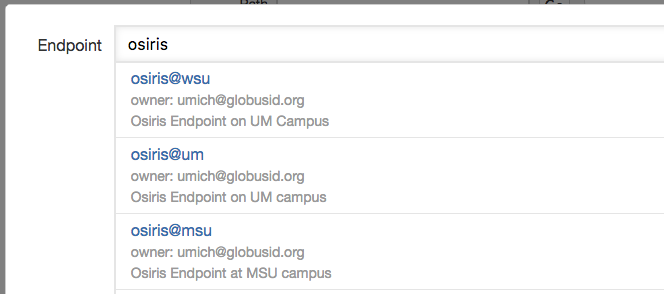 Endpoint osiris
osiris@wsu
owner: umich@globusid.org
Osiris Endpoint on UM Campus
osiris@um
owner: umich@globusid.org
Osiris Endpoint on UM campus
osiris@msu
owner: umich@globusid.org
Osiris Endpoint at MSU campus